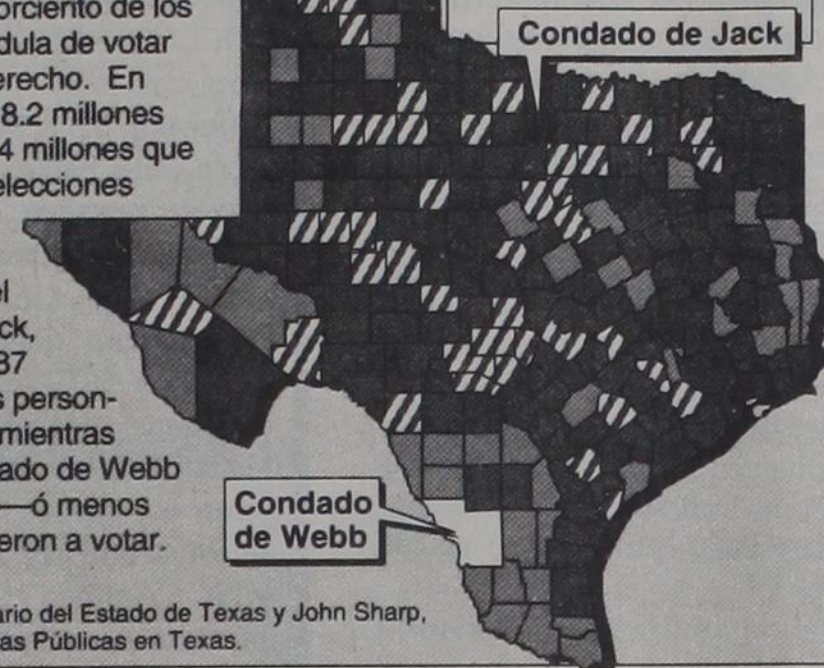 orciento de los
dula de votar
erecho. En
8.2 millones
4 millones que
elecciones
Condado de Jack
el
ck,
87
s person-
mientras
ado de Webb
—ó menos
eron a votar.
Condado
de Webb
ario del Estado de Texas y John Sharp,
as Públicas en Texas.